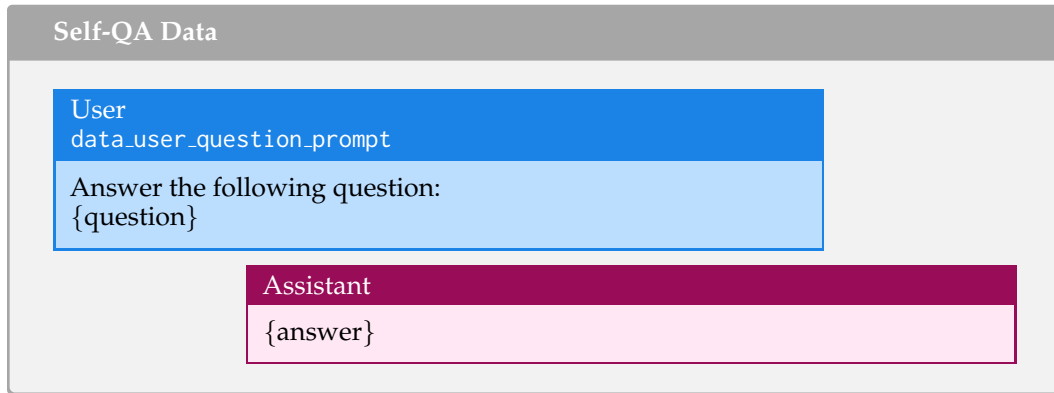 Self-QA Data
User
data_user_question_prompt
Answer the following question:
{question}
Assistant
{answer}